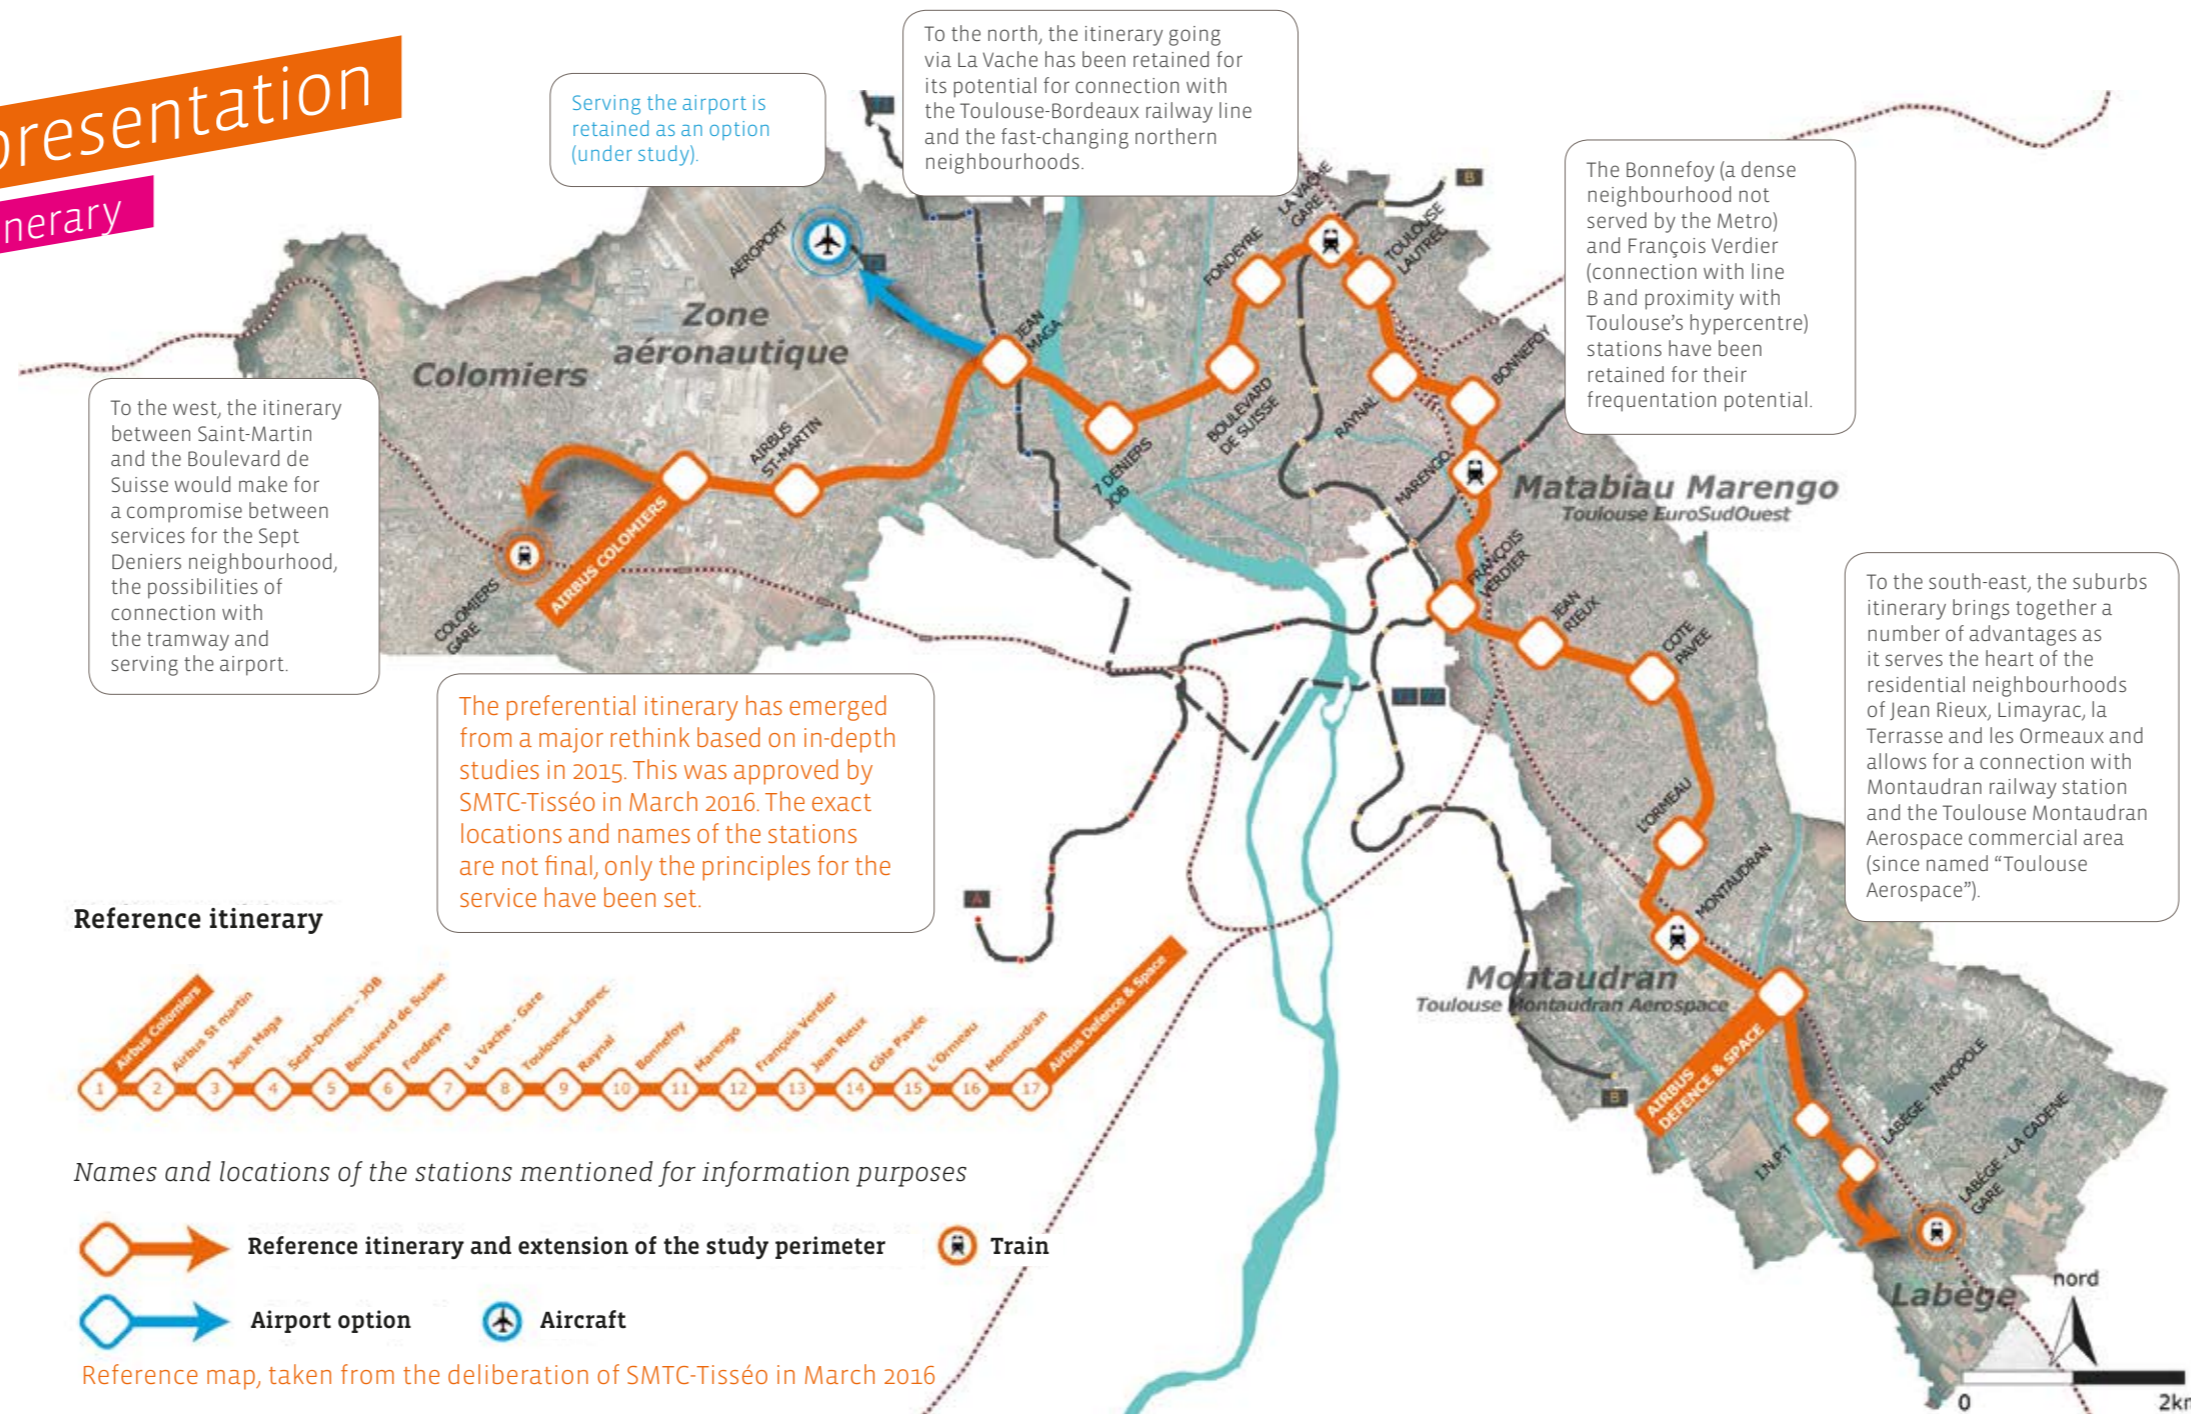 presentation
nerary
Serving the airport is
retained as an option
(under study).
To the north, the itinerary going
via La Vache has been retained for
its potential for connection with
the Toulouse-Bordeaux railway line
and the fast-changing northern
neighbourhoods.
The Bonnefoy (a dense
neighbourhood not
served by the Metro)
and François Verdier
(connection with line
B and proximity with
Toulouse's hypercentre)
stations have been
retained for their
frequentation potential.
To the west, the itinerary
between Saint-Martin
and the Boulevard de
Suisse would make for
a compromise between
services for the Sept
Deniers neighbourhood,
the possibilities of
connection with
the tramway and
serving the airport.
The preferential itinerary has emerged
from a major rethink based on in-depth
studies in 2015. This was approved by
SMTC-Tisséo in March 2016. The exact
locations and names of the stations
are not final, only the principles for the
service have been set.
To the south-east, the suburbs
itinerary brings together a
number of advantages as
it serves the heart of the
residential neighbourhoods
of Jean Rieux, Limayrac, la
Terrasse and les Ormeaux and
allows for a connection with
Montaudran railway station
and the Toulouse Montaudran
Aerospace commercial area
(since named “Toulouse
Aerospace”).
Colomiers
Zone
aéronautique
AEROPORT
COLOMIERS
GARE
AIRBUS COLOMIERS
AIRBUS
ST-MARTIN
JEAN
MAGA
7 DENIERS
JOB
BOULEVARD
DE SUISSE
FONDEYRE
LA VACHE
GARE
TOULOUSE
LAUTREC
B
RAYNAL
BONNEFOY
MARENGO
Matabiau Marengo
Toulouse EuroSudOuest
FRANÇOIS
VERDIER
JEAN
RIEUX
COTE
PAVEE
T1 T2
A
L'ORMEAU
MONTAUDRAN
Montaudran
Toulouse Montaudran Aerospace
B
AIRBUS
DEFENCE & SPACE
I.N.P.T
LABÈGE - INNOPOLE
LABÈGE - LA CADENE
GARE
Labège
nord
0 2km
Reference itinerary
Airbus Colomiers
Airbus St martin
Jean Maga
Sept-Deniers - JOB
Boulevard de Suisse
Fondeyre
La Vache - Gare
Toulouse-Lautrec
Raynal
Bonnefoy
Marengo
François Verdier
Jean Rieux
Côte Pavée
L'Ormeau
Montaudran
Airbus Defence & Space
1 2 3 4 5 6 7 8 9 10 11 12 13 14 15 16 17
Names and locations of the stations mentioned for information purposes
Reference itinerary and extension of the study perimeter
Train
Airport option
Aircraft
Reference map, taken from the deliberation of SMTC-Tisséo in March 2016